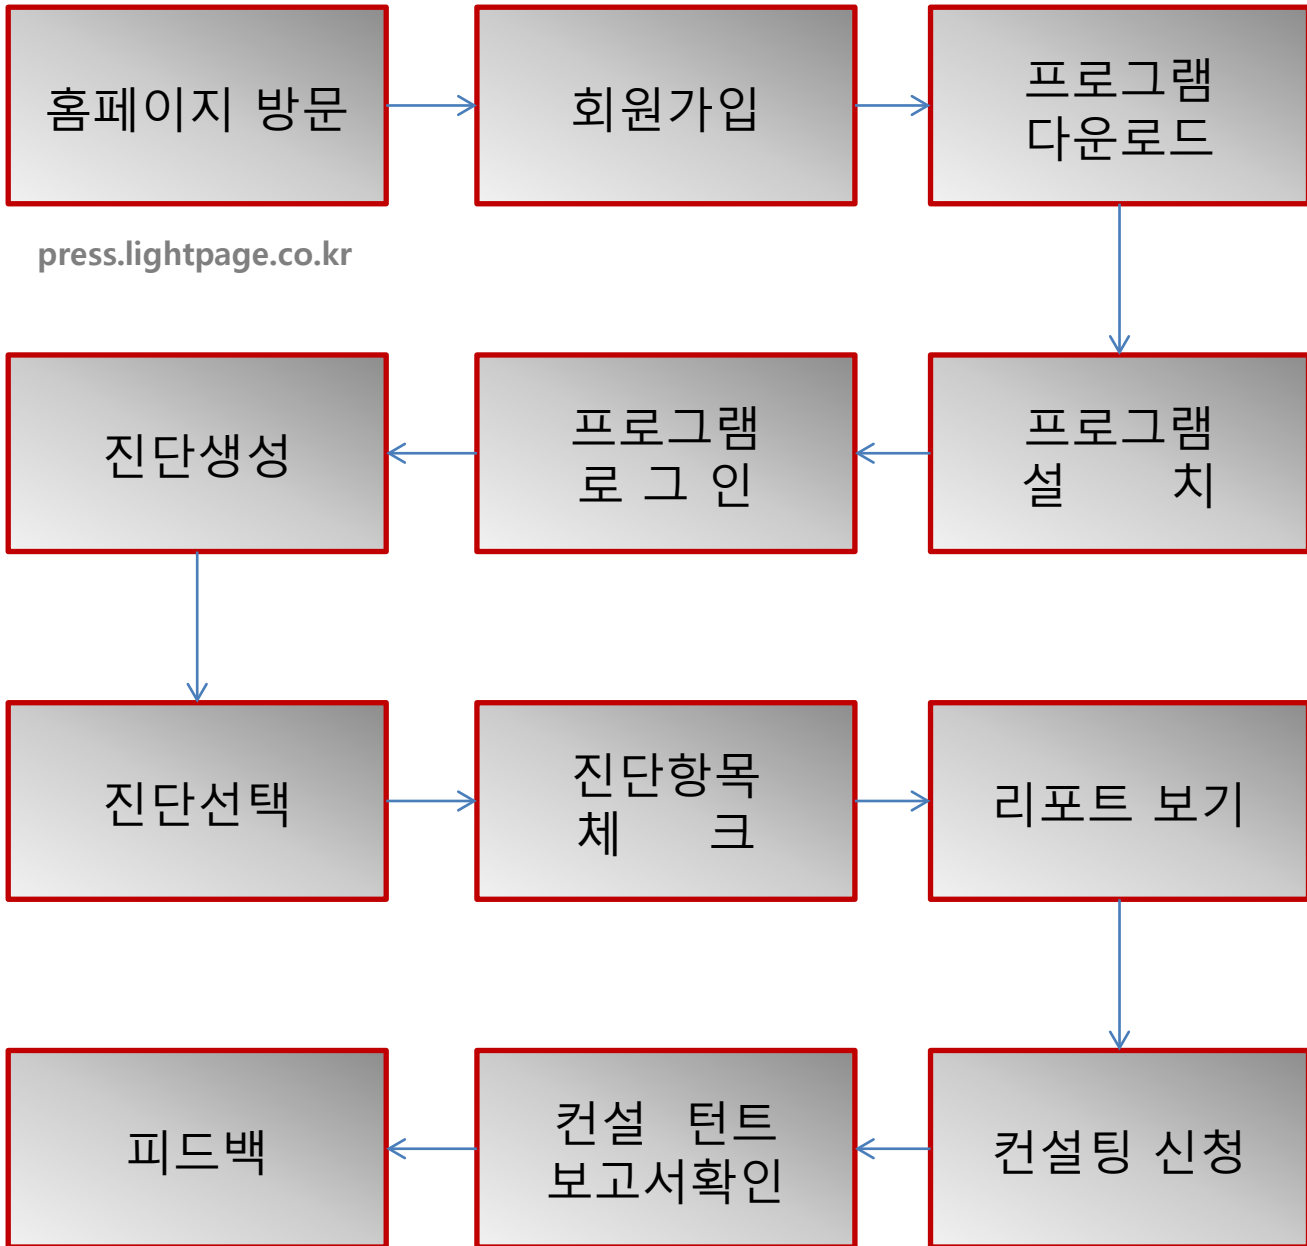 홈페이지 방문
회원가입
프로그램
다운로드
press.lightpage.co.kr
프로그램
설 치
프로그램
로 그 인
진단생성
진단선택
진단항목
체 크
리포트 보기
컨설팅 신청
컨설 턴트
보고서확인
피드백